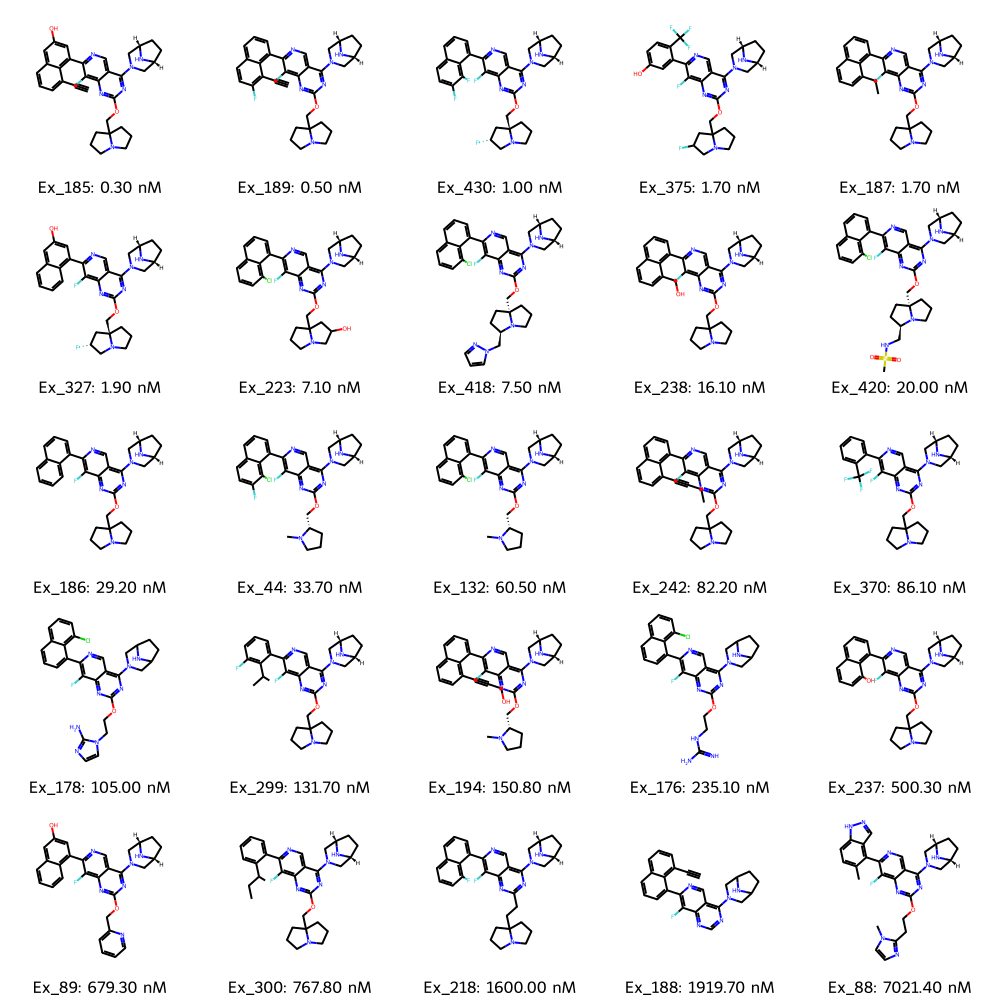 Ex_185: 0.30 nM
Ex_189: 0.50 nM
Ex_430: 1.00 nM
Ex_375: 1.70 nM
Ex_187: 1.70 nM
Ex_327: 1.90 nM
Ex_223: 7.10 nM
Ex_418: 7.50 nM
Ex_238: 16.10 nM
Ex_420: 20.00 nM
Ex_186: 29.20 nM
Ex_44: 33.70 nM
Ex_132: 60.50 nM
Ex_242: 82.20 nM
Ex_370: 86.10 nM
Ex_178: 105.00 nM
Ex_299: 131.70 nM
Ex_194: 150.80 nM
Ex_176: 235.10 nM
Ex_237: 500.30 nM
Ex_89: 679.30 nM
Ex_300: 767.80 nM
Ex_218: 1600.00 nM
Ex_188: 1919.70 nM
Ex_88: 7021.40 nM